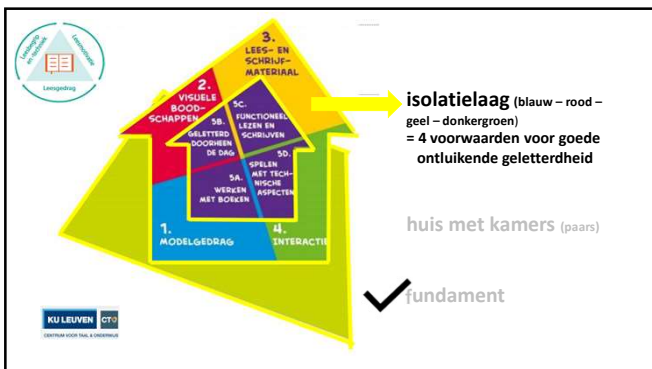 Leesbegrip
en -techniek
Leesmotivatie
Leesgedrag
3.
LEES- EN
SCHRIJF-
MATERIAAL
2.
VISUELE
BOOD-
SCHAPPEN
5C.
FUNCTIONEEL
LEZEN EN
SCHRIJVEN
5B.
GELETTERD
DOORHEEN
DE DAG
5D.
SPELEN
MET TECH-
NISCHE
ASPECTEN
5A.
WERKEN
MET BOEKEN
1.
MODELGEDRAG
4.
INTERACTIE
isolatielaag (blauw – rood –
geel – donkergroen)
= 4 voorwaarden voor goede
ontluikende geletterdheid
huis met kamers (paars)
fundament
KU LEUVEN CTO
CENTRUM VOOR TAAL & ONDERWIJS